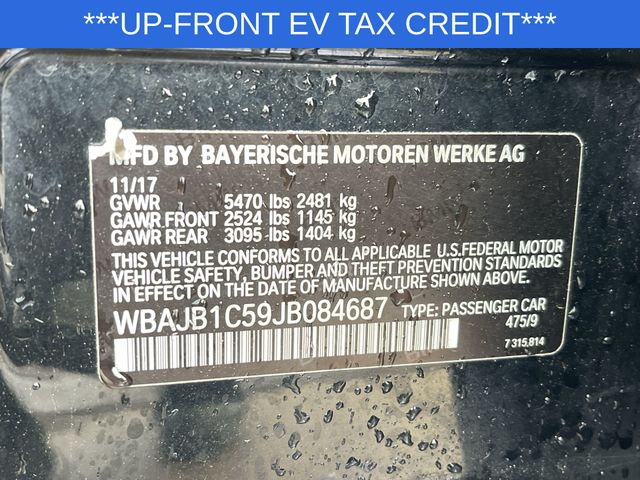 ***UP-FRONT EV TAX CREDIT***
MFD BY BAYERISCHE MOTOREN WERKE AG
11/17
GVWR 5470 lbs 2481 kg
GAWR FRONT 2524 lbs 1145 kg
GAWR REAR 3095 lbs 1404 kg
THIS VEHICLE CONFORMS TO ALL APPLICABLE U.S.FEDERAL MOTOR
VEHICLE SAFETY, BUMPER AND THEFT PREVENTION STANDARDS
IN EFFECT ON THE DATE OF MANUFACTURE SHOWN ABOVE.
WBAJB1C59JB084687 TYPE: PASSENGER CAR
475/9
7 315.814